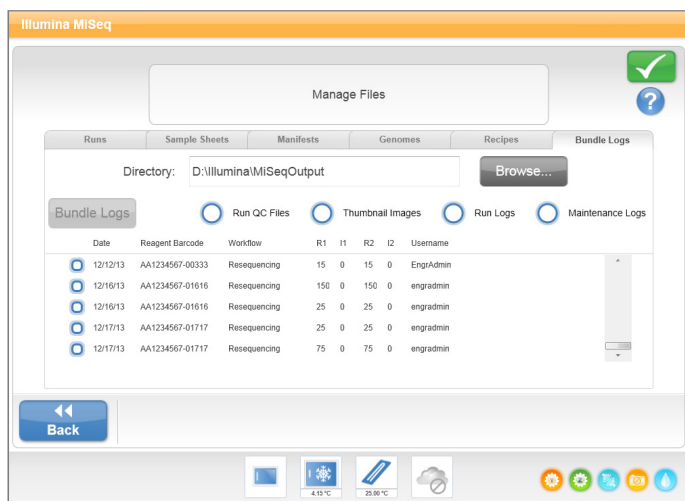 Illumina MiSeq
Manage Files
Runs Sample Sheets Manifests Genomes Recipes Bundle Logs
Directory: D:\Illumina\MiSeqOutput Browse...
Bundle Logs Run QC Files Thumbnail Images Run Logs Maintenance Logs
Date Reagent Barcode Workflow R1 I1 R2 I2 Username
12/12/13 AA1234567-00333 Resequencing 15 0 15 0 EngrAdmin
12/16/13 AA1234567-01616 Resequencing 150 0 150 0 engradmin
12/16/13 AA1234567-01616 Resequencing 25 0 25 0 engradmin
12/17/13 AA1234567-01717 Resequencing 25 0 25 0 engradmin
12/17/13 AA1234567-01717 Resequencing 75 0 75 0 engradmin
Back
4.15 °C 25.00 °C